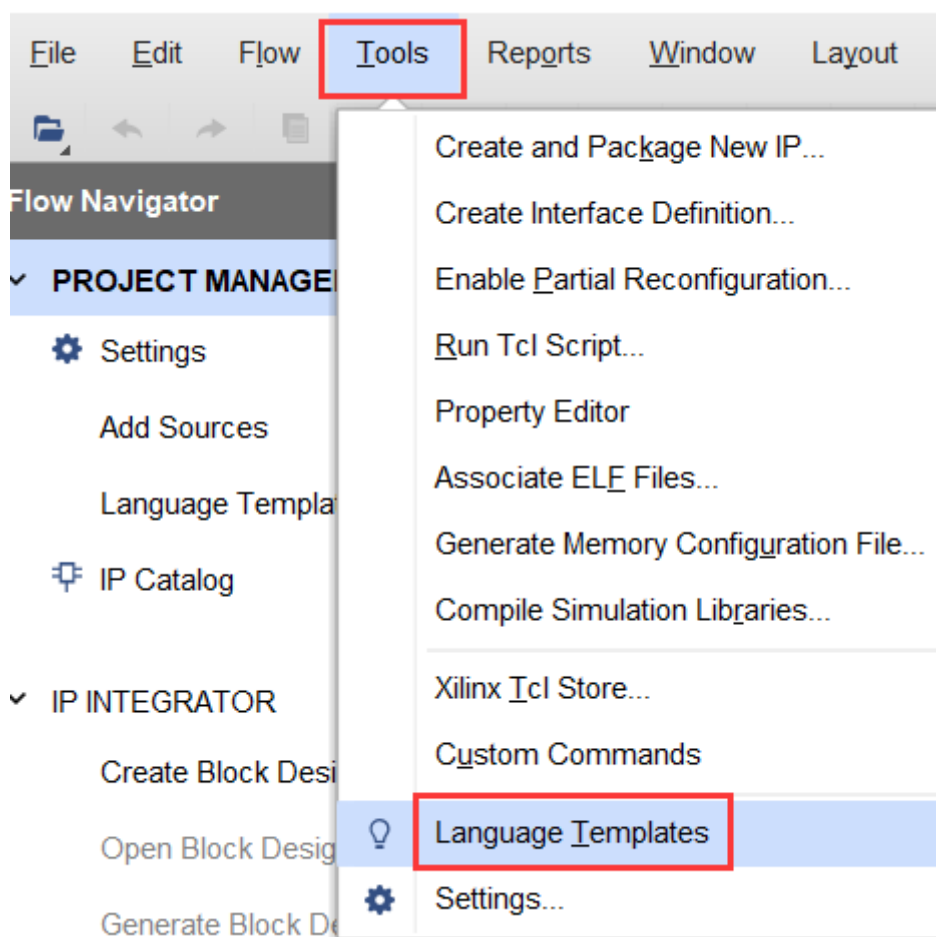 File Edit Flow Tools Reports Window Layout
Flow Navigator
PROJECT MANAGE
Settings
Add Sources
Language Templa
IP Catalog
IP INTEGRATOR
Create Block Desi
Open Block Desig
Generate Block De
Create and Package New IP...
Create Interface Definition...
Enable Partial Reconfiguration...
Run Tcl Script...
Property Editor
Associate ELF Files...
Generate Memory Configuration File...
Compile Simulation Libraries...
Xilinx Tcl Store...
Custom Commands
Language Templates
Settings...